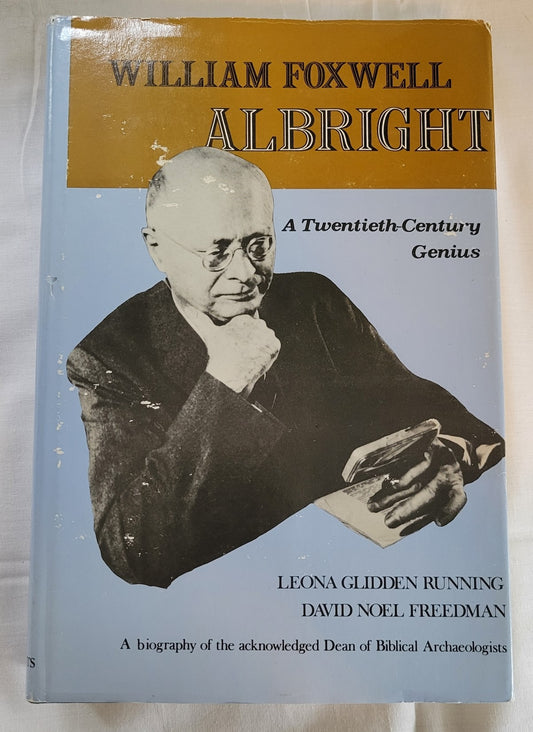 WILLIAM FOXWELL
ALBRIGHT
A Twentieth-Century
Genius
LEONA GLIDDEN RUNNING
DAVID NOEL FREEDMAN
A biography of the acknowledged Dean of Biblical Archaeologists